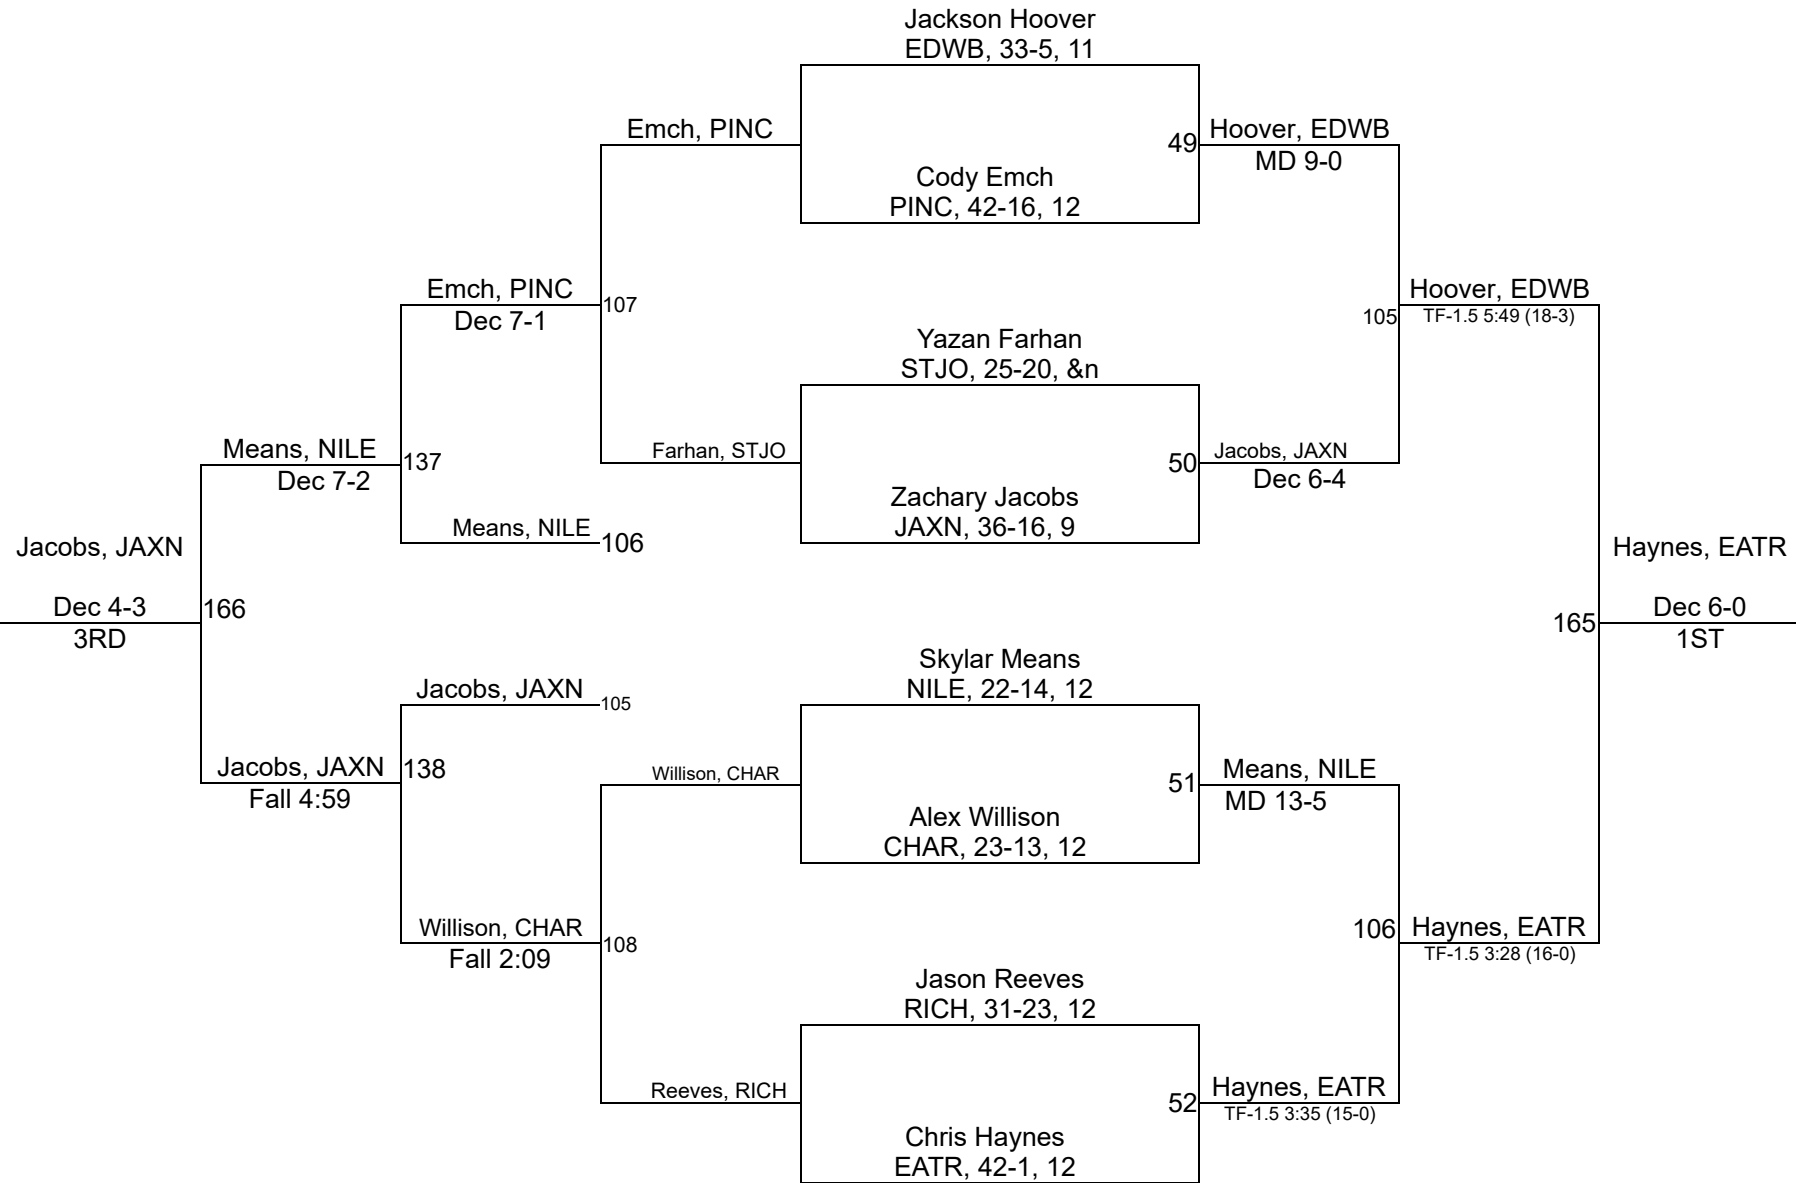 Jackson Hoover
EDWB, 33-5, 11
Emch, PINC
49
Hoover, EDWB
MD 9-0
Cody Emch
PINC, 42-16, 12
Emch, PINC
Dec 7-1
107
Hoover, EDWB
TF-1.5 5:49 (18-3)
105
Yazan Farhan
STJO, 25-20, &n
Means, NILE
Dec 7-2
137
Farhan, STJO
50
Jacobs, JAXN
Dec 6-4
Zachary Jacobs
JAXN, 36-16, 9
Means, NILE
106
Jacobs, JAXN
Dec 4-3
3RD
166
Haynes, EATR
Dec 6-0
1ST
165
Skylar Means
NILE, 22-14, 12
Jacobs, JAXN
105
Jacobs, JAXN
Fall 4:59
138
Willison, CHAR
51
Means, NILE
MD 13-5
Alex Willison
CHAR, 23-13, 12
Willison, CHAR
Fall 2:09
108
106
Haynes, EATR
TF-1.5 3:28 (16-0)
Jason Reeves
RICH, 31-23, 12
Reeves, RICH
52
Haynes, EATR
TF-1.5 3:35 (15-0)
Chris Haynes
EATR, 42-1, 12